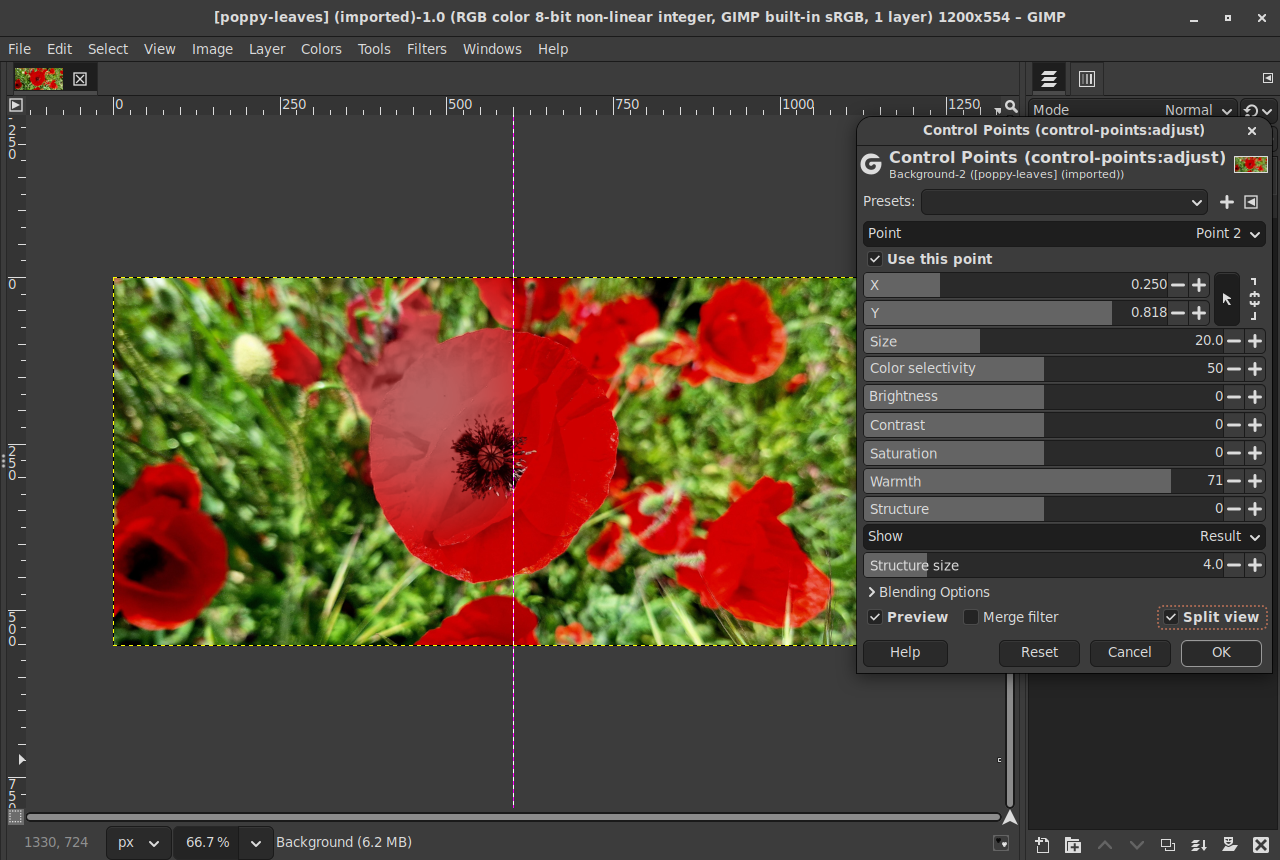 [poppy-leaves] (imported)-1.0 (RGB color 8-bit non-linear integer, GIMP built-in sRGB, 1 layer) 1200x554 – GIMP
File Edit Select View Image Layer Colors Tools Filters Windows Help
0 250 500 750 1000 1250
Mode Normal
Control Points (control-points:adjust)
Control Points (control-points:adjust)
Background-2 ([poppy-leaves] (imported))
Presets:
Point Point 2
Use this point
X 0.250
Y 0.818
Size 20.0
Color selectivity 50
Brightness 0
Contrast 0
Saturation 0
Warmth 71
Structure 0
Show Result
Structure size 4.0
Blending Options
Preview Merge filter Split view
Help Reset Cancel OK
-250
0
250
500
750
1330, 724 px 66.7 % Background (6.2 MB)